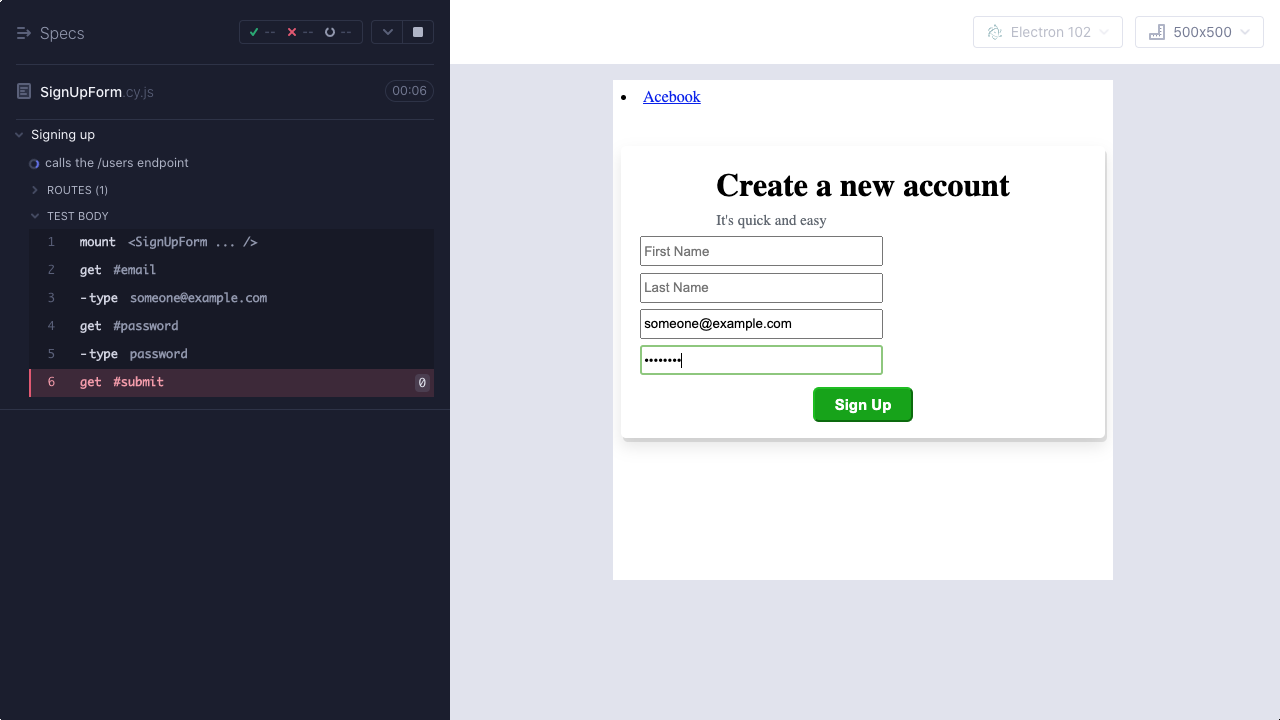 Specs
-- -- --
SignUpForm.cy.js
00:06
Signing up
calls the /users endpoint
ROUTES (1)
TEST BODY
1 mount <SignUpForm ... />
2 get #email
3 -type someone@example.com
4 get #password
5 -type password
6 get #submit 0
Electron 102
500x500
Acebook
Create a new account
It's quick and easy
First Name
Last Name
someone@example.com
••••••••
Sign Up